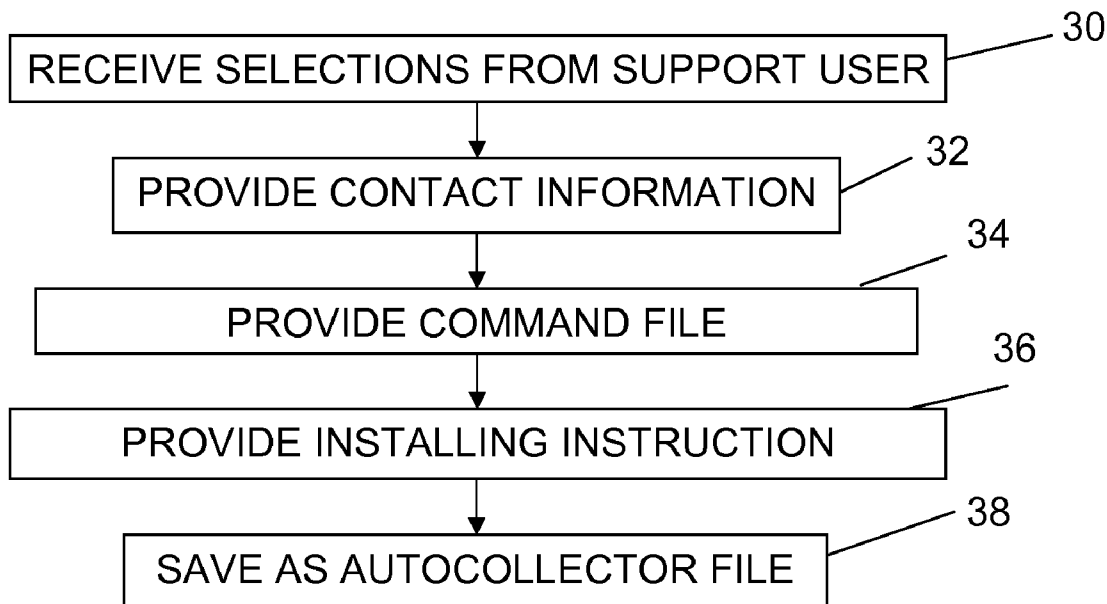 30
RECEIVE SELECTIONS FROM SUPPORT USER
32
PROVIDE CONTACT INFORMATION
34
PROVIDE COMMAND FILE
36
PROVIDE INSTALLING INSTRUCTION
38
SAVE AS AUTOCOLLECTOR FILE